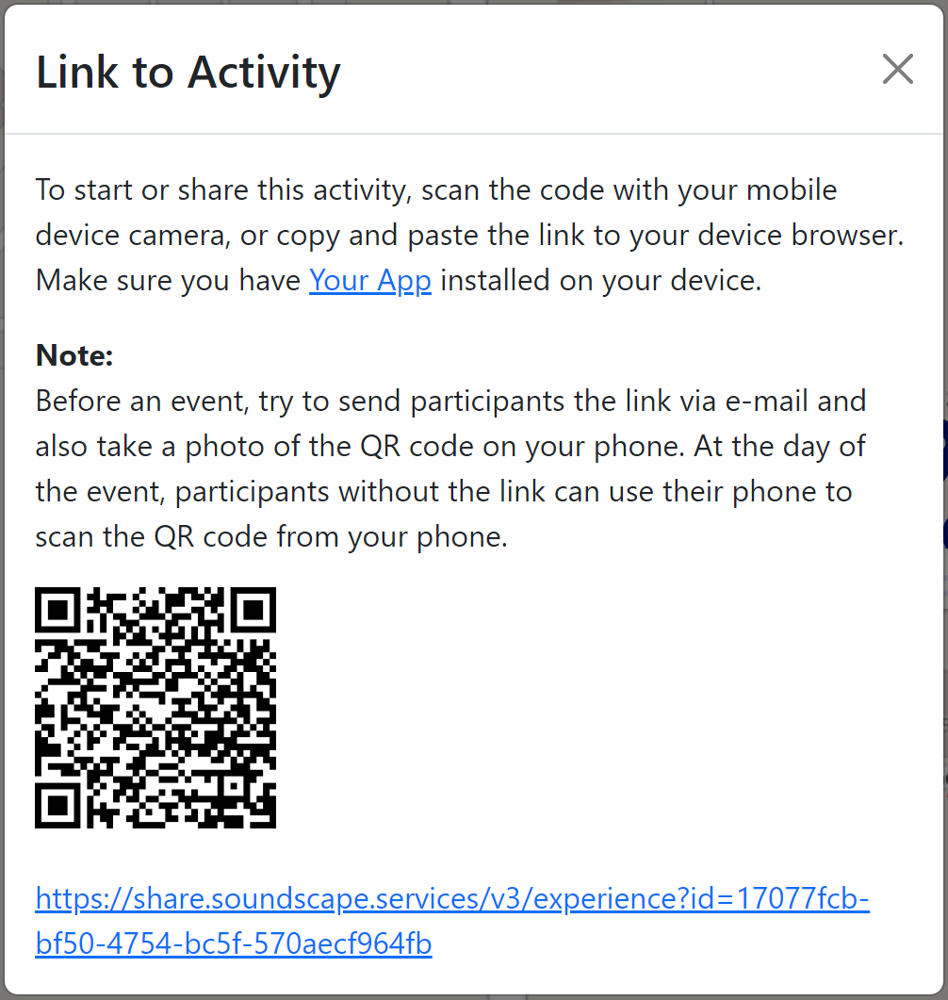 Link to Activity
To start or share this activity, scan the code with your mobile
device camera, or copy and paste the link to your device browser.
Make sure you have Your App installed on your device.
Note:
Before an event, try to send participants the link via e-mail and
also take a photo of the QR code on your phone. At the day of
the event, participants without the link can use their phone to
scan the QR code from your phone.
https://share.soundscape.services/v3/experience?id=17077fcb-
bf50-4754-bc5f-570aecf964fb